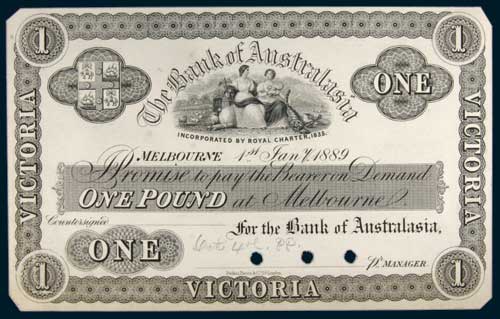 1 VICTORIA 1
The Bank of Australasia
ONE
INCORPORATED BY ROYAL CHARTER, 1835.
MELBOURNE 1st Jany 1889
I Promise to pay the Bearer on Demand
ONE POUND at Melbourne.
Countersigned
For the Bank of Australasia,
ONE
Pr MANAGER.
VICTORIA
VICTORIA
1 VICTORIA 1